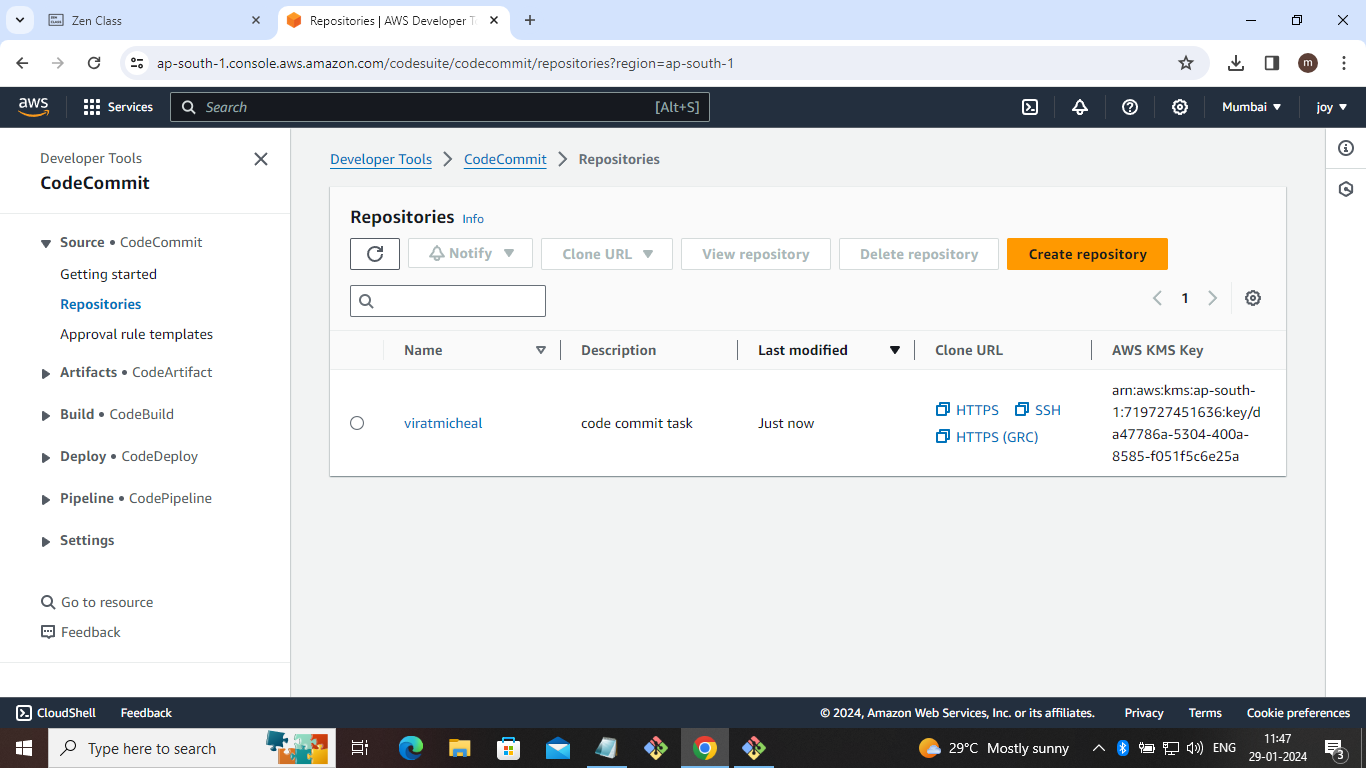 Zen Class
Repositories | AWS Developer T
ap-south-1.console.aws.amazon.com/codesuite/codecommit/repositories?region=ap-south-1
m
aws
Services
Search
[Alt+S]
Mumbai
joy
Developer Tools
CodeCommit
Source • CodeCommit
Getting started
Repositories
Approval rule templates
Artifacts • CodeArtifact
Build • CodeBuild
Deploy • CodeDeploy
Pipeline • CodePipeline
Settings
Go to resource
Feedback
Developer Tools
CodeCommit
Repositories
Repositories Info
Notify
Clone URL
View repository
Delete repository
Create repository
1
Name
Description
Last modified
Clone URL
AWS KMS Key
viratmicheal
code commit task
Just now
HTTPS
SSH
HTTPS (GRC)
arn:aws:kms:ap-south-
1:719727451636:key/d
a47786a-5304-400a-
8585-f051f5c6e25a
CloudShell
Feedback
© 2024, Amazon Web Services, Inc. or its affiliates.
Privacy
Terms
Cookie preferences
Type here to search
29°C Mostly sunny
ENG
11:47
29-01-2024
3